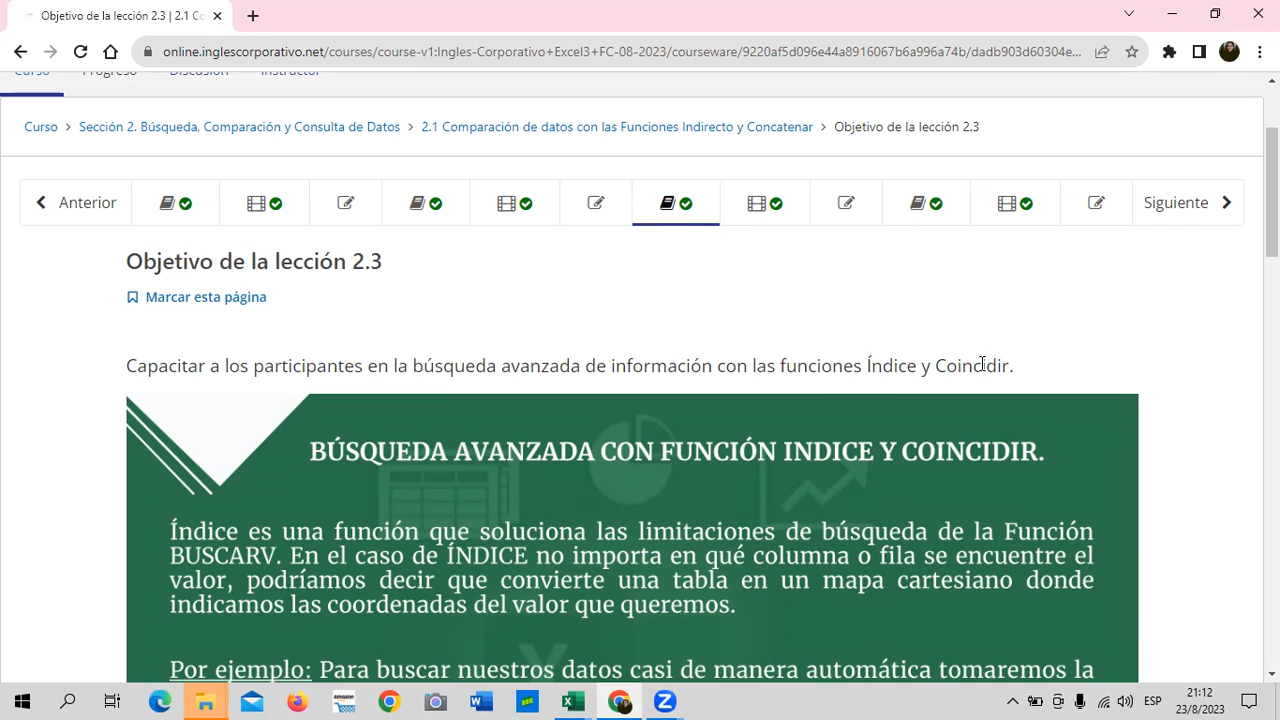 Objetivo de la lección 2.3 | 2.1 Co
online.inglescorporativo.net/courses/course-v1:Ingles-Corporativo+Excel3+FC-08-2023/courseware/9220af5d096e44a8916067b6a996a74b/dadb903d60304e...
Curso Progreso Discusión Instructor
Curso > Sección 2. Búsqueda, Comparación y Consulta de Datos > 2.1 Comparación de datos con las Funciones Indirecto y Concatenar > Objetivo de la lección 2.3
Anterior
Siguiente
Objetivo de la lección 2.3
Marcar esta página
Capacitar a los participantes en la búsqueda avanzada de información con las funciones Índice y Coincidir.
BÚSQUEDA AVANZADA CON FUNCIÓN INDICE Y COINCIDIR.
Índice es una función que soluciona las limitaciones de búsqueda de la Función
BUSCARV. En el caso de ÍNDICE no importa en qué columna o fila se encuentre el
valor, podríamos decir que convierte una tabla en un mapa cartesiano donde
indicamos las coordenadas del valor que queremos.
Por ejemplo: Para buscar nuestros datos casi de manera automática tomaremos la
amazon
ESP
21:12
23/8/2023